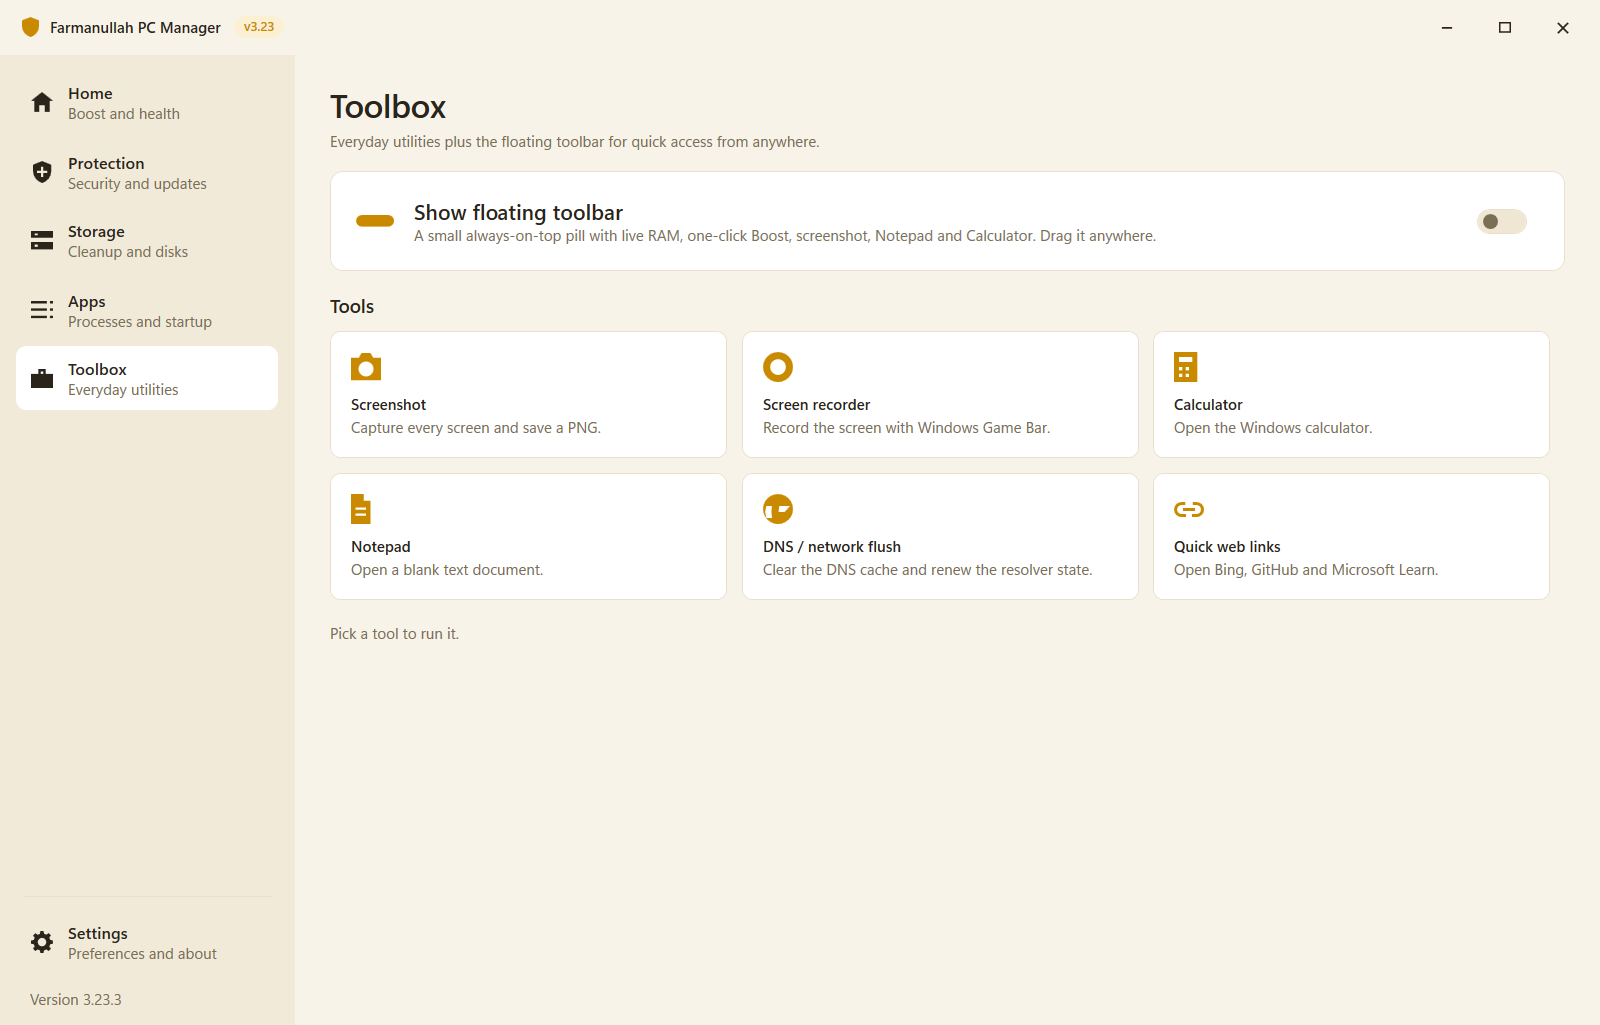 Farmanullah PC Manager v3.23
Home
Boost and health
Protection
Security and updates
Storage
Cleanup and disks
Apps
Processes and startup
Toolbox
Everyday utilities
Settings
Preferences and about
Version 3.23.3
Toolbox
Everyday utilities plus the floating toolbar for quick access from anywhere.
Show floating toolbar
A small always-on-top pill with live RAM, one-click Boost, screenshot, Notepad and Calculator. Drag it anywhere.
Tools
Screenshot
Capture every screen and save a PNG.
Screen recorder
Record the screen with Windows Game Bar.
Calculator
Open the Windows calculator.
Notepad
Open a blank text document.
DNS / network flush
Clear the DNS cache and renew the resolver state.
Quick web links
Open Bing, GitHub and Microsoft Learn.
Pick a tool to run it.